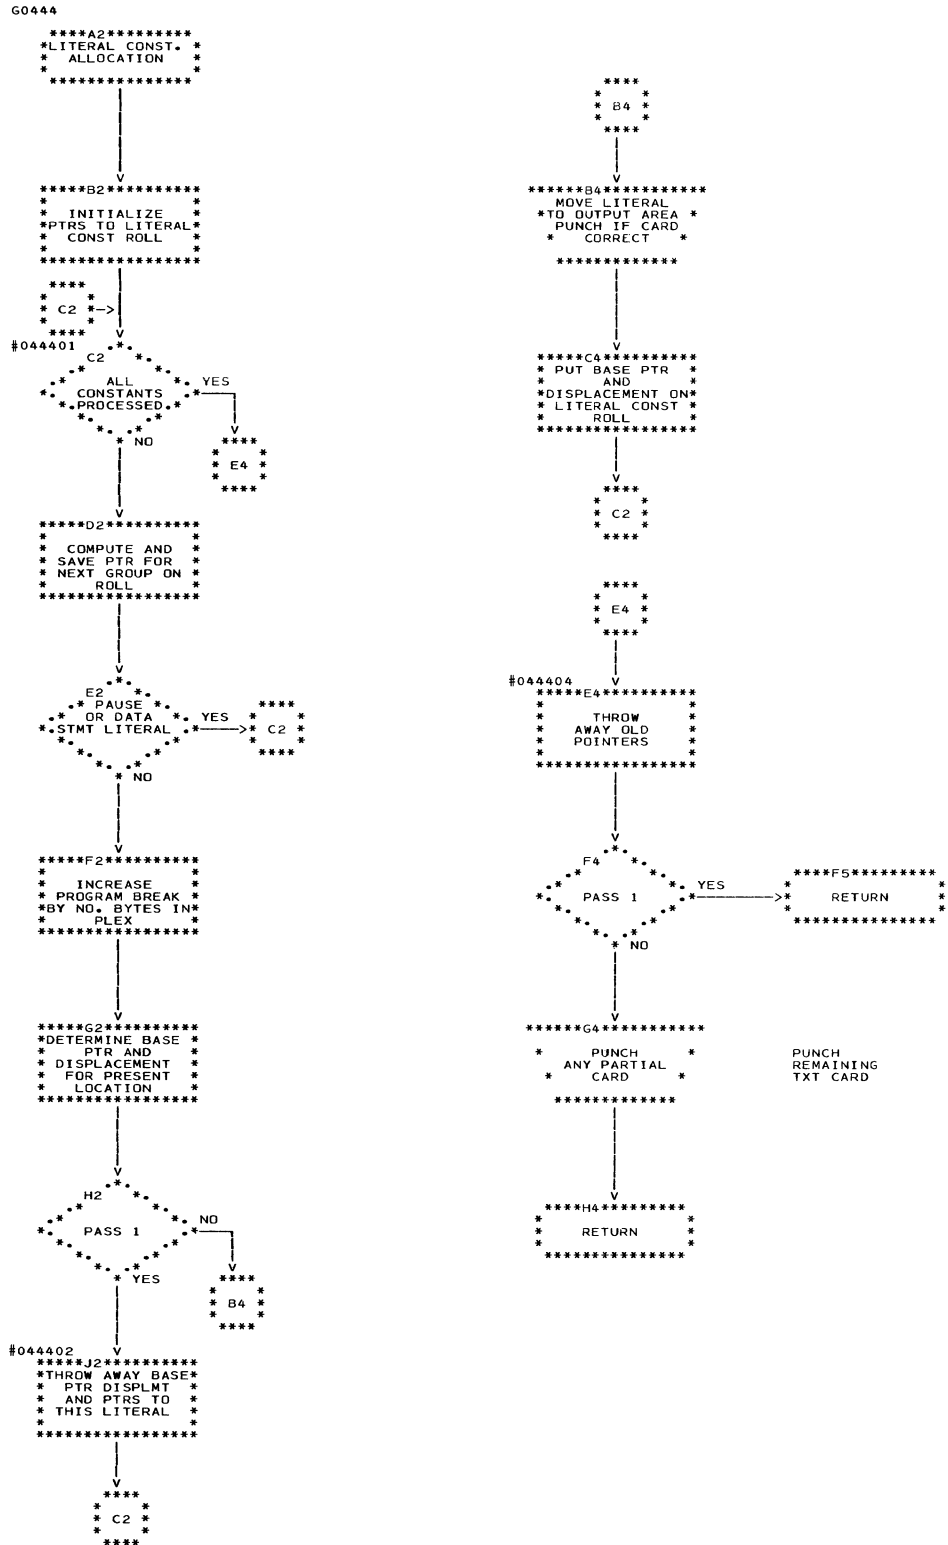 G0444
****A2*********
*LITERAL CONST. *
* ALLOCATION *
* *
***************
*****B2**********
* *
* INITIALIZE *
*PTRS TO LITERAL*
* CONST ROLL *
* *
*****************
****
* *
* C2 *->
* *
****
#044401
C2
ALL
CONSTANTS
PROCESSED
YES
NO
****
* *
* E4 *
* *
****
*****D2**********
* *
* COMPUTE AND *
* SAVE PTR FOR *
* NEXT GROUP ON *
* ROLL *
*****************
E2
PAUSE
OR DATA
STMT LITERAL
YES
NO
****
* *
* C2 *
* *
****
*****F2**********
* *
* INCREASE *
* PROGRAM BREAK *
*BY NO. BYTES IN*
* PLEX *
*****************
*****G2**********
*DETERMINE BASE *
* PTR AND *
* DISPLACEMENT *
* FOR PRESENT *
* LOCATION *
*****************
H2
PASS 1
NO
YES
****
* *
* B4 *
* *
****
#044402
*****J2**********
*THROW AWAY BASE*
* PTR DISPLMT *
* AND PTRS TO *
* THIS LITERAL *
* *
*****************
****
* *
* C2 *
* *
****
****
* *
* B4 *
* *
****
******B4***********
MOVE LITERAL
*TO OUTPUT AREA *
PUNCH IF CARD
* CORRECT *
*************
*****C4**********
* PUT BASE PTR *
* AND *
*DISPLACEMENT ON*
* LITERAL CONST *
* ROLL *
*****************
****
* *
* C2 *
* *
****
****
* *
* E4 *
* *
****
#044404
*****E4**********
* *
* THROW *
* AWAY OLD *
* POINTERS *
* *
*****************
F4
PASS 1
YES
NO
****F5*********
* *
* RETURN *
* *
***************
******G4***********
* PUNCH *
ANY PARTIAL
* CARD *
*************
PUNCH
REMAINING
TXT CARD
****H4*********
* *
* RETURN *
* *
***************